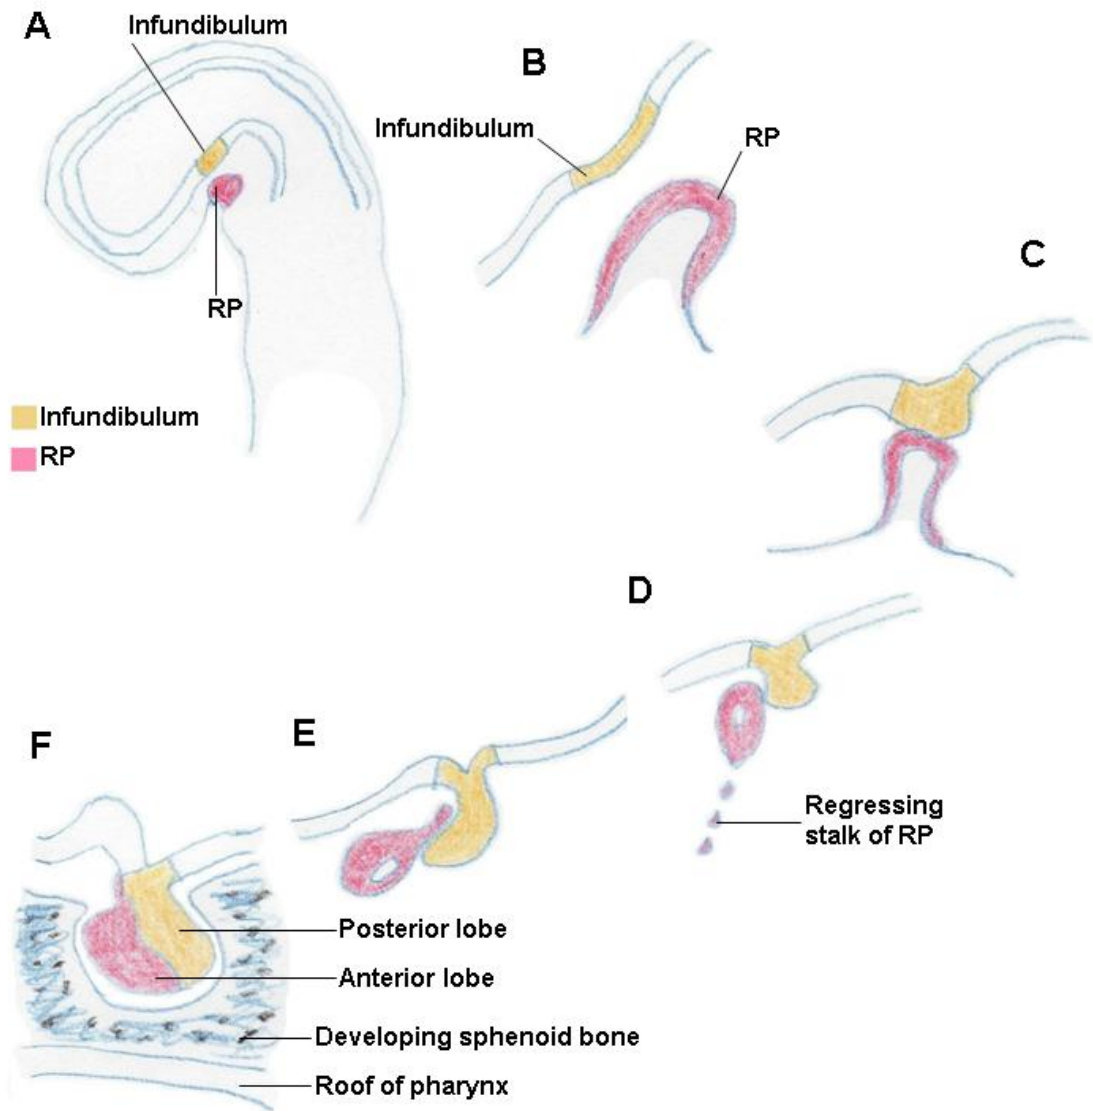 A
Infundibulum
B
Infundibulum
RP
C
RP
Infundibulum
RP
D
Regressing
stalk of RP
E
F
Posterior lobe
Anterior lobe
Developing sphenoid bone
Roof of pharynx